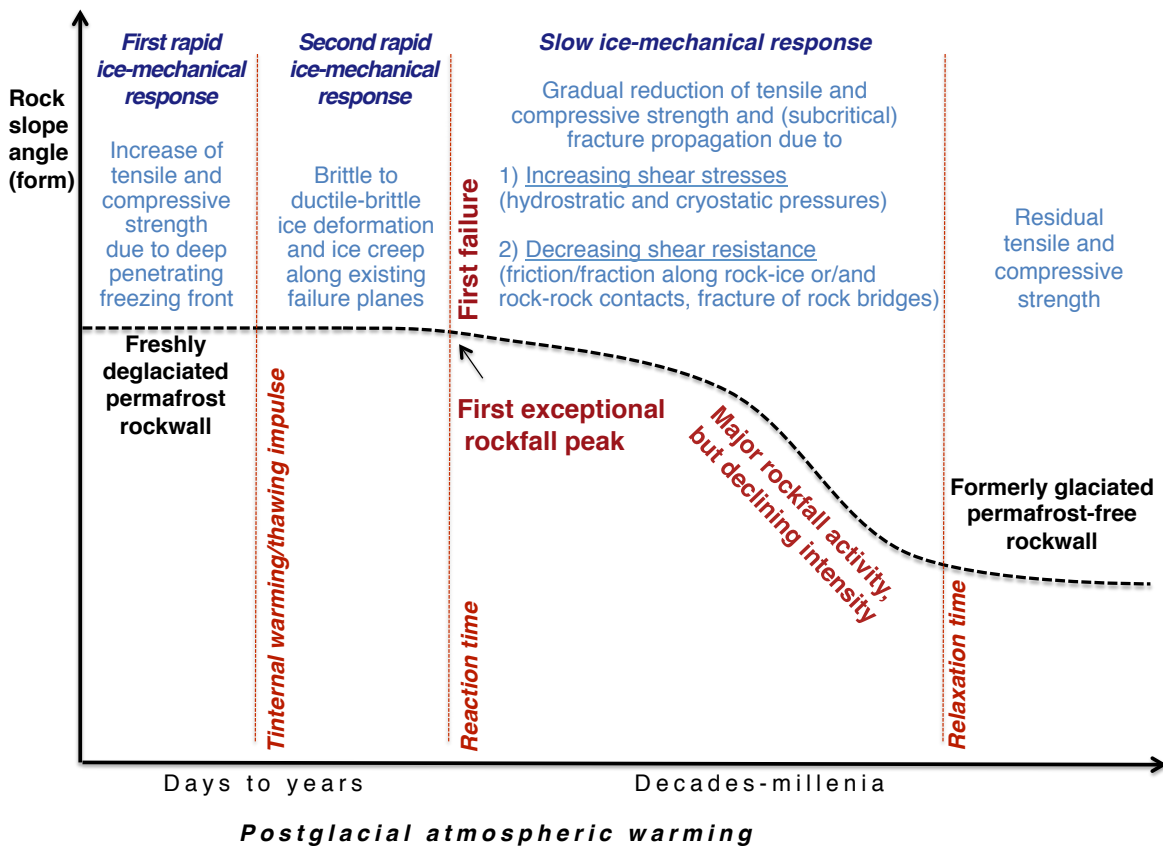 First rapid
ice-mechanical
response
Second rapid
ice-mechanical
response
Slow ice-mechanical response
Rock
slope
angle
(form)
Increase of
tensile and
compressive
strength
due to deep
penetrating
freezing front
Brittle to
ductile-brittle
ice deformation
and ice creep
along existing
failure planes
First failure
Gradual reduction of tensile and
compressive strength and (subcritical)
fracture propagation due to
1) Increasing shear stresses
(hydrostratic and cryostatic pressures)
2) Decreasing shear resistance
(friction/fraction along rock-ice or/and
rock-rock contacts, fracture of rock bridges)
Residual
tensile and
compressive
strength
Freshly
deglaciated
permafrost
rockwall
Tinternal warming/thawing impulse
First exceptional
rockfall peak
Reaction time
Major rockfall activity,
but declining intensity
Relaxation time
Formerly glaciated
permafrost-free
rockwall
Days to years
Decades-millenia
Postglacial atmospheric warming